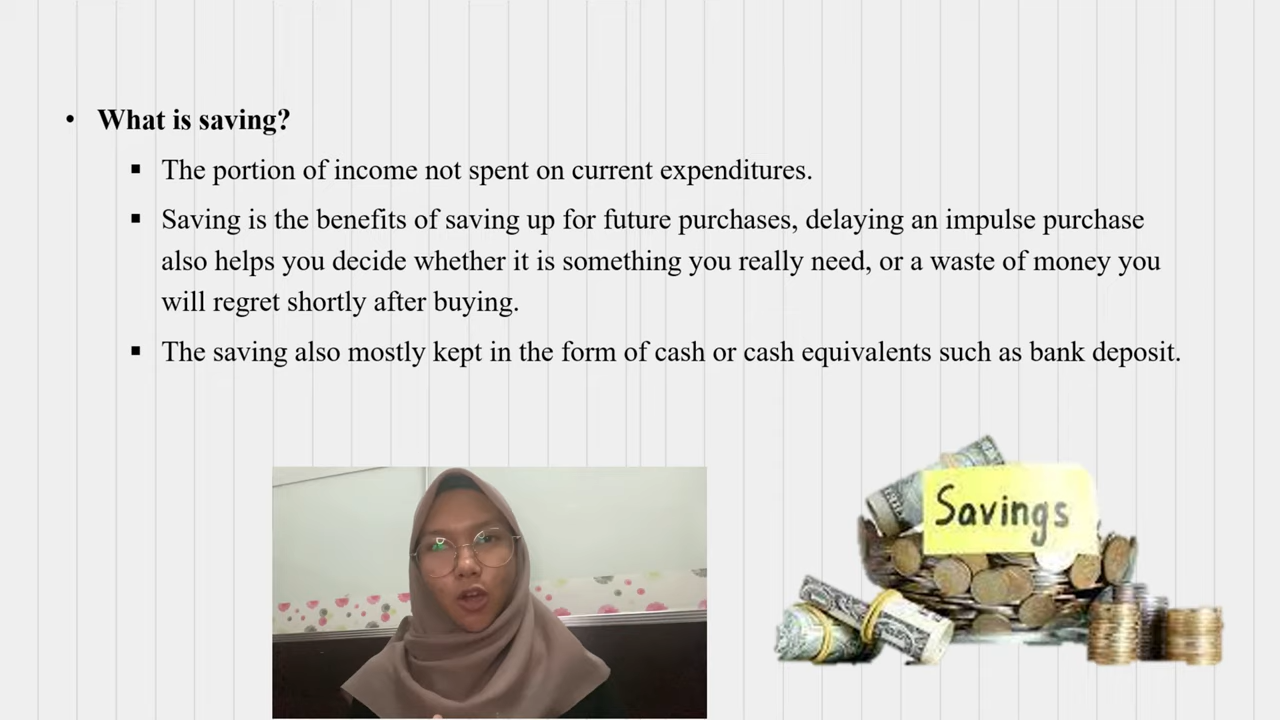 • What is saving?
▪ The portion of income not spent on current expenditures.
▪ Saving is the benefits of saving up for future purchases, delaying an impulse purchase
also helps you decide whether it is something you really need, or a waste of money you
will regret shortly after buying.
▪ The saving also mostly kept in the form of cash or cash equivalents such as bank deposit.
Savings